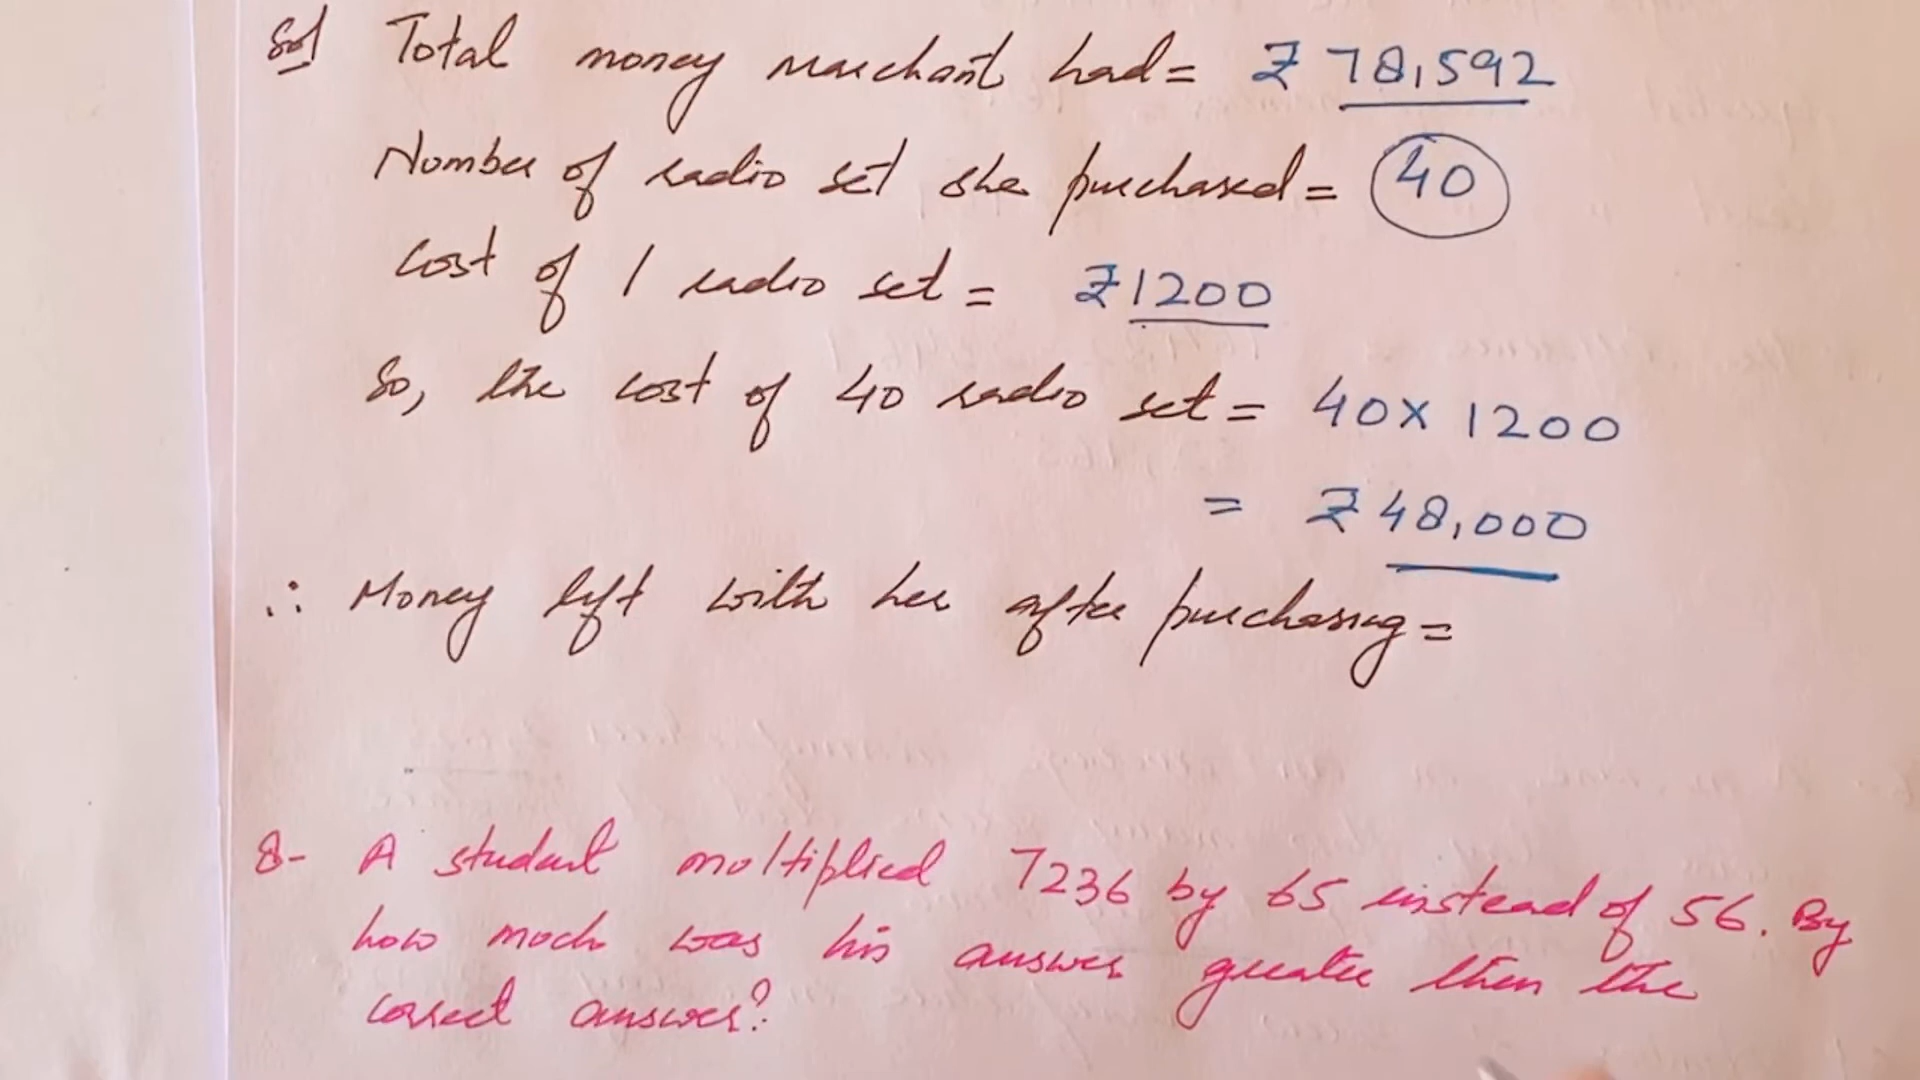 Sol Total money marchant had = ₹ 78,592
Number of radio set she purchased = 40
Cost of 1 radio set = ₹1200
So, the cost of 40 radio set = 40 x 1200
= ₹ 48,000
∴ Money left with her after purchasing =
8- A student multiplied 7236 by 65 instead of 56. By
how much was his answer greater then the
correct answer?